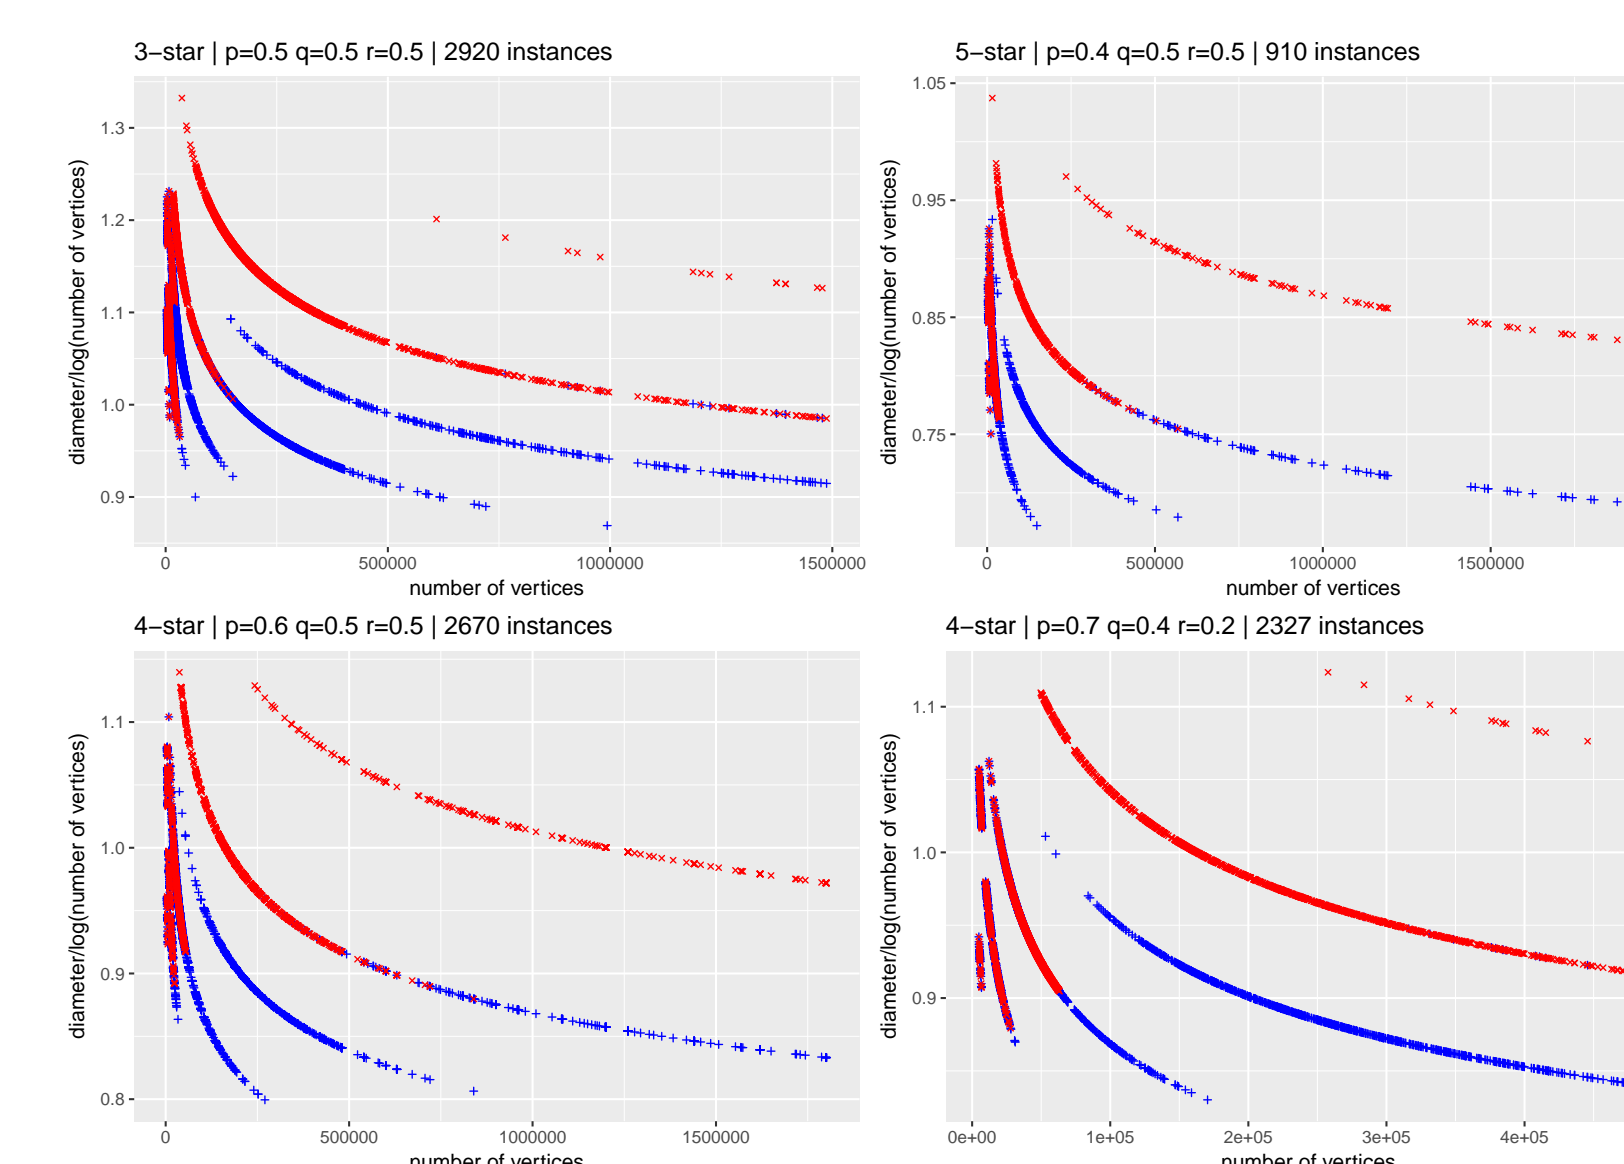 3−star | p=0.5 q=0.5 r=0.5 | 2920 instances
diameter/log(number of vertices)
1.3
1.2
1.1
1.0
0.9
0 500000 1000000 1500000
number of vertices
5−star | p=0.4 q=0.5 r=0.5 | 910 instances
diameter/log(number of vertices)
1.05
0.95
0.85
0.75
0 500000 1000000 1500000
number of vertices
4−star | p=0.6 q=0.5 r=0.5 | 2670 instances
diameter/log(number of vertices)
1.1
1.0
0.9
0.8
0 500000 1000000 1500000
number of vertices
4−star | p=0.7 q=0.4 r=0.2 | 2327 instances
diameter/log(number of vertices)
1.1
1.0
0.9
0e+00 1e+05 2e+05 3e+05 4e+05
number of vertices